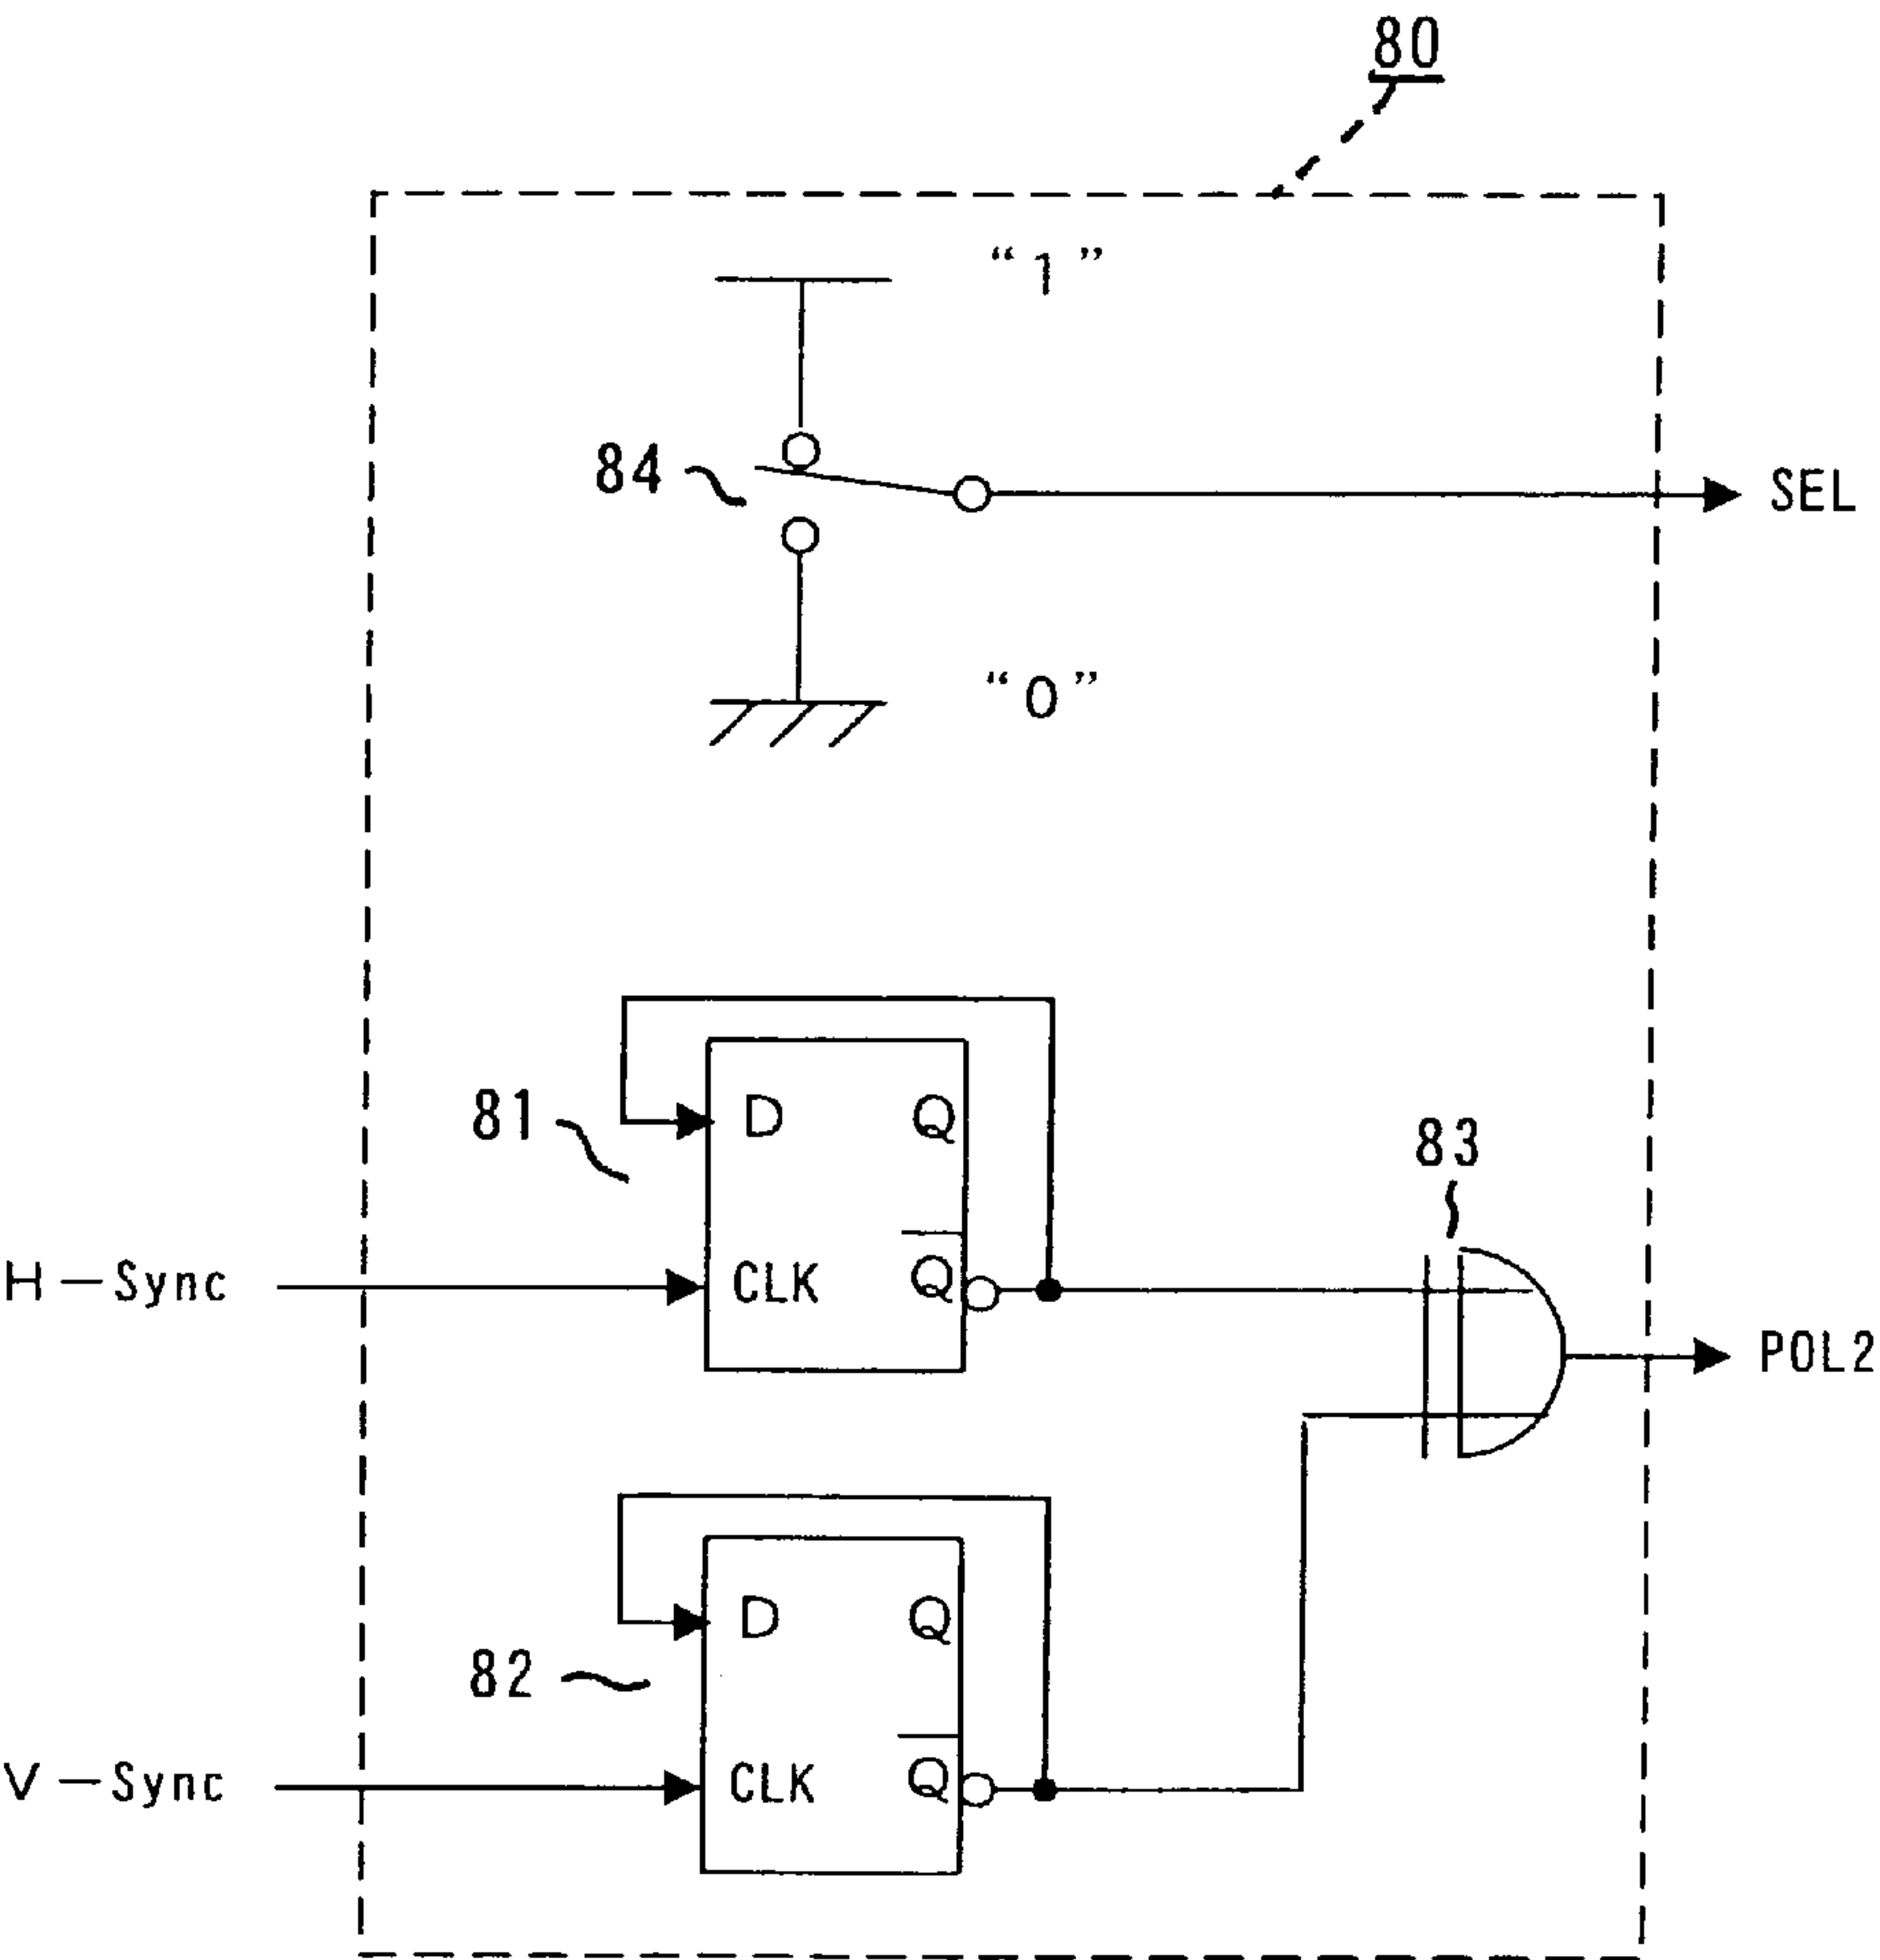 80
“1”
84
SEL
“0”
81
D
Q
83
H－Sync
CLK
Q
POL2
D
Q
82
V－Sync
CLK
Q